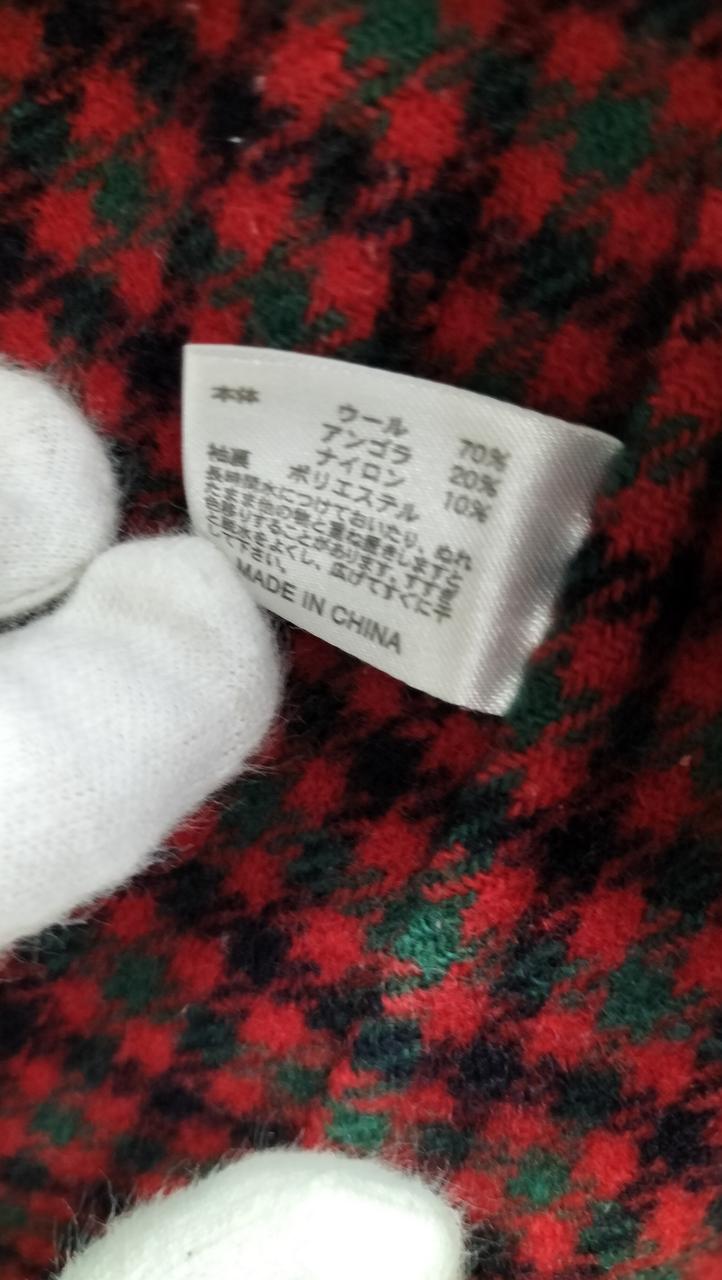 本体
ウール 70%
アンゴラ 20%
ナイロン 10%
袖裏 ポリエステル
長時間水につけておいたり、ぬれ
たまま他の物と重ね置きしますと
色移りすることがあります。すすぎ
と脱水をよくし、広げてすぐに干
して下さい。
MADE IN CHINA